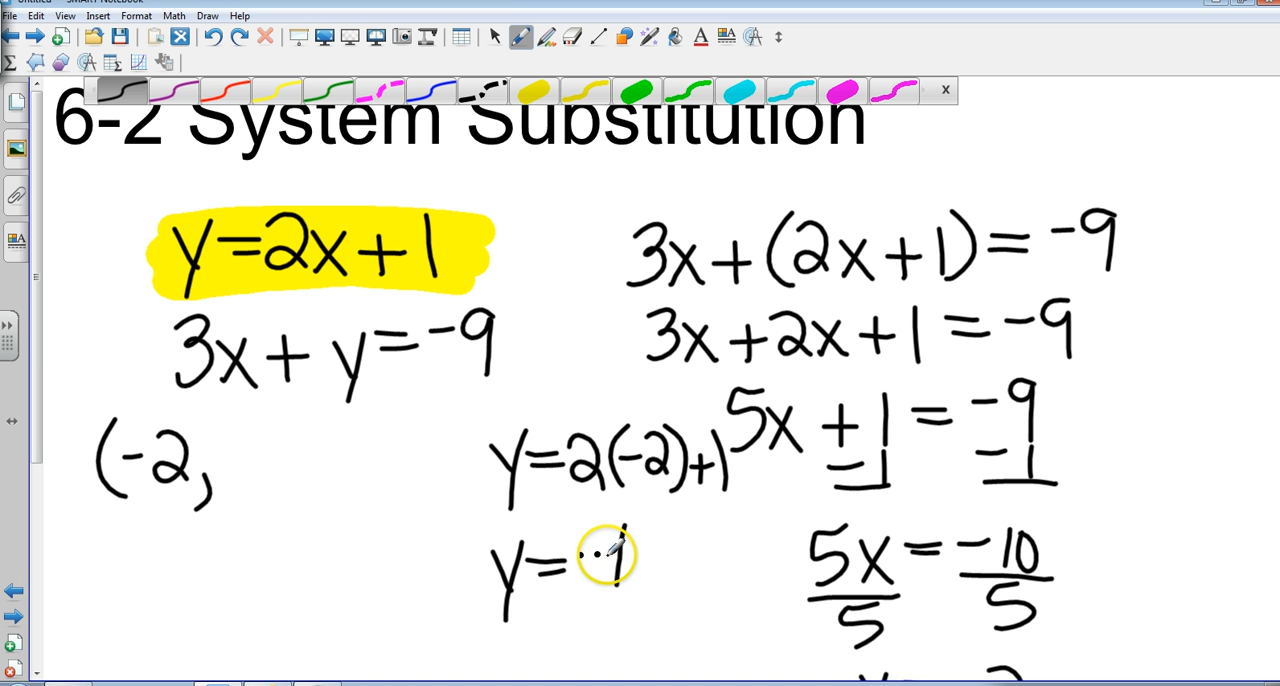 File Edit View Insert Format Math Draw Help
x
6-2 System Substitution
y=2x+1
3x+y=-9
(-2,
3x+(2x+1)=-9
3x+2x+1=-9
5x+1=-9
-1 -1
y=2(-2)+1
5x=-10
5 5